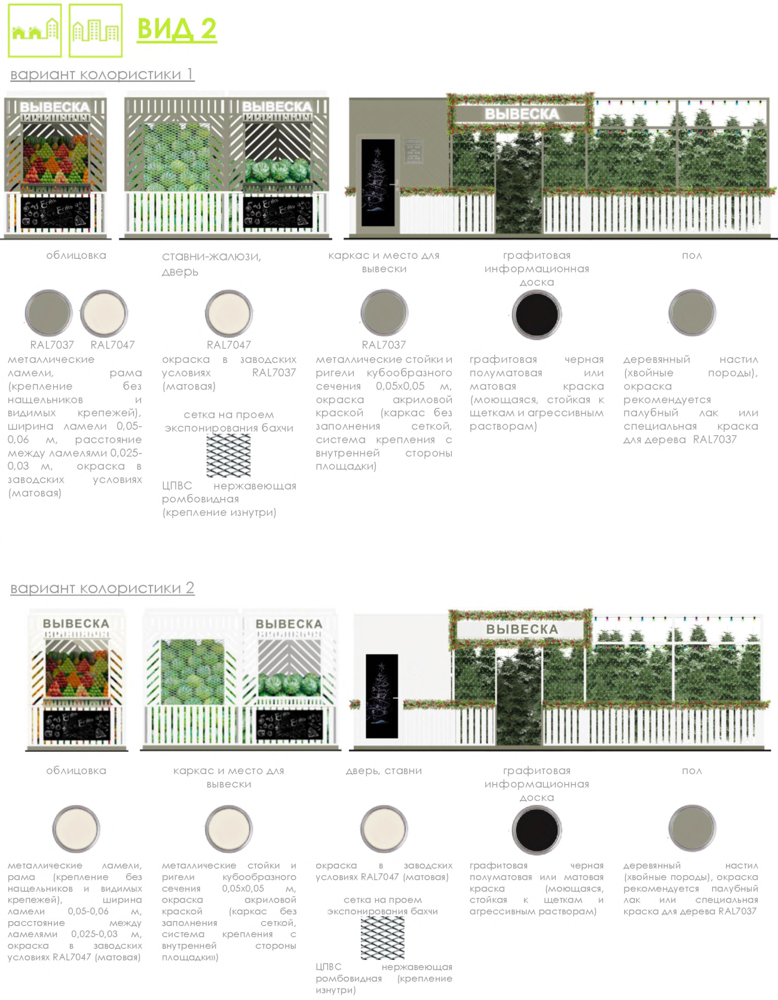 ВИД 2
вариант колористики 1
ВЫВЕСКА
ВЫВЕСКА
ВЫВЕСКА
Есть
Есть
облицовка
RAL7037 RAL7047
металлические
ламели, рама
(крепление без
нащельников и
видимых крепежей),
ширина ламели 0,05-
0,06 м, расстояние
между ламелями 0,025-
0,03 м, окраска в
заводских условиях
(матовая)
ставни-жалюзи,
дверь
RAL7047
окраска в заводских
условиях RAL7037
(матовая)
сетка на проем
экспонирования бахчи
ЦПВС нержавеющая
ромбовидная
(крепление изнутри)
каркас и место для
вывески
RAL7037
металлические стойки и
ригели кубообразного
сечения 0,05х0,05 м,
окраска акриловой
краской (каркас без
заполнения сеткой,
система крепления с
внутренней стороны
площадки)
графитовая
информационная
доска
графитовая черная
полуматовая или
матовая краска
(моющаяся, стойкая к
щеткам и агрессивным
растворам)
пол
деревянный настил
(хвойные породы),
окраска
рекомендуется
палубный лак или
специальная краска
для дерева RAL7037
вариант колористики 2
ВЫВЕСКА
ВЫВЕСКА
ВЫВЕСКА
облицовка
металлические ламели,
рама (крепление без
нащельников и видимых
крепежей), ширина
ламели 0,05-0,06 м,
расстояние между
ламелями 0,025-0,03 м,
окраска в заводских
условиях RAL7047 (матовая)
каркас и место для
вывески
металлические стойки и
ригели кубообразного
сечения 0,05х0,05 м,
окраска акриловой
краской (каркас без
заполнения сеткой,
система крепления с
внутренней стороны
площадки»)
дверь, ставни
окраска в заводских
условиях RAL7047 (матовая)
сетка на проем
экспонирования бахчи
ЦПВС нержавеющая
ромбовидная (крепление
изнутри)
графитовая
информационная
доска
графитовая черная
полуматовая или матовая
краска (моющаяся,
стойкая к щеткам и
агрессивным растворам)
пол
деревянный настил
(хвойные породы), окраска
рекомендуется палубный
лак или специальная
краска для дерева RAL7037